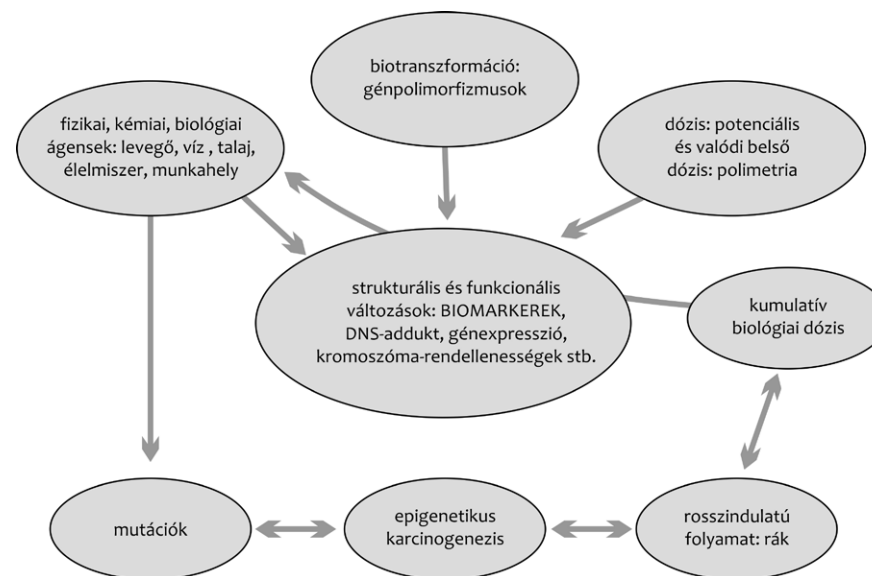 biotranszformáció:
génpolimorfizmusok
fizikai, kémiai, biológiai
ágensek: levegő, víz , talaj,
élelmiszer, munkahely
dózis: potenciális
és valódi belső
dózis: polimetria
strukturális és funkcionális
változások: BIOMARKEREK,
DNS-addukt, génexpresszió,
kromoszóma-rendellenességek stb.
kumulatív
biológiai dózis
mutációk
epigenetikus
karcinogenezis
rosszindulatú
folyamat: rák